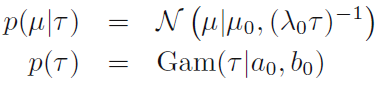 p(μ|τ) = 𝒩(μ|μ₀, (λ₀τ)⁻¹)
p(τ) = Gam(τ|a₀, b₀)